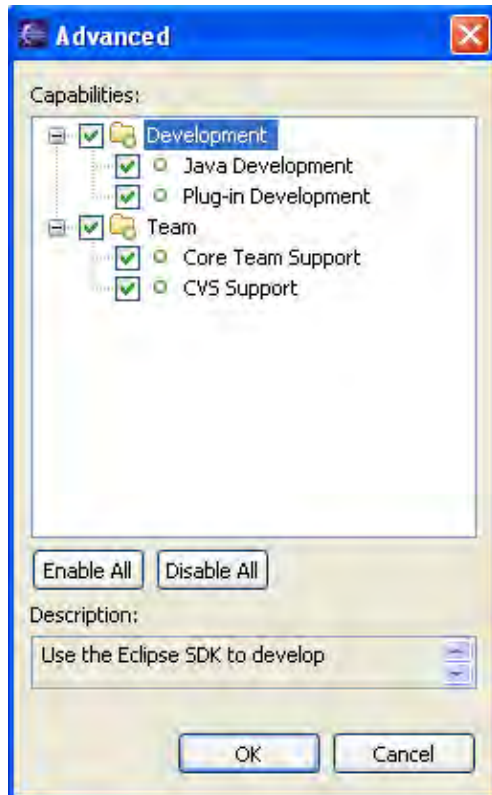 Advanced
Capabilities:
Development
Java Development
Plug-in Development
Team
Core Team Support
CVS Support
Enable All Disable All
Description:
Use the Eclipse SDK to develop
OK Cancel